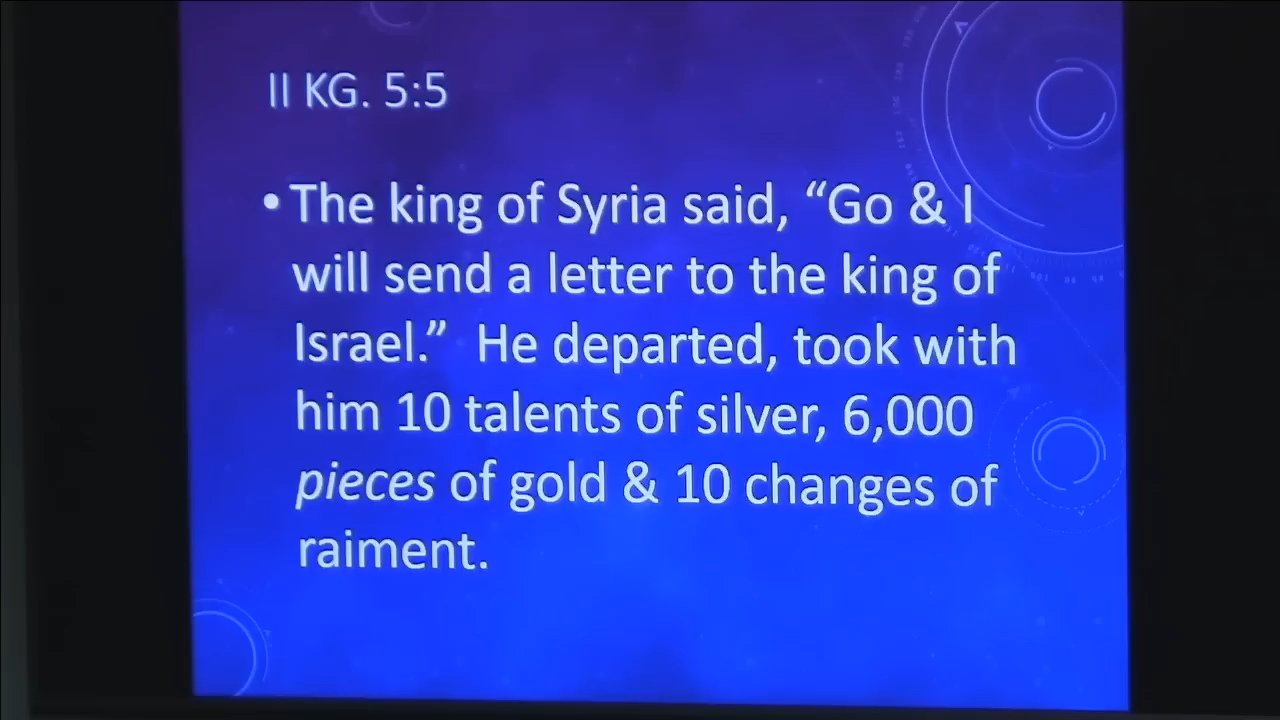 II KG. 5:5
• The king of Syria said, “Go & I
will send a letter to the king of
Israel.”  He departed, took with
him 10 talents of silver, 6,000
pieces of gold & 10 changes of
raiment.